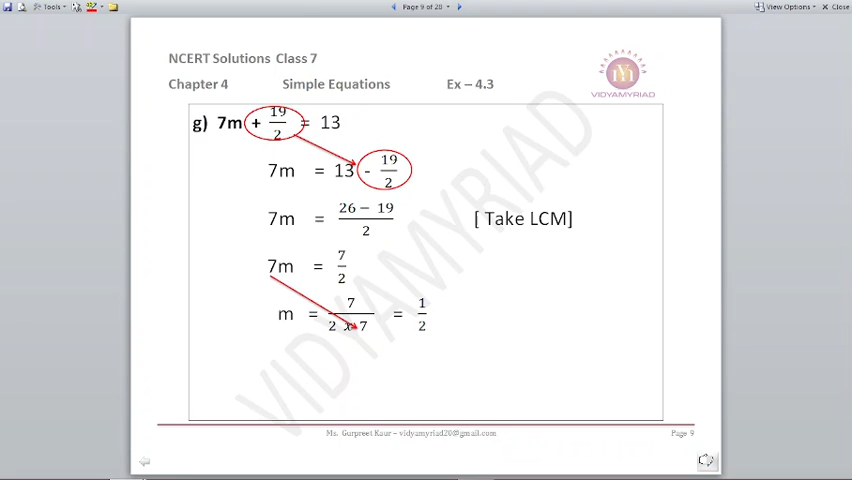 Tools
Page 9 of 20
View Options
Close
NCERT Solutions Class 7
Chapter 4 Simple Equations Ex – 4.3
VIDYAMYRIAD
g) 7m + 19/2 = 13
7m = 13 - 19/2
7m = 26 – 19/2 [ Take LCM]
7m = 7/2
m = 7/2 x 7 = 1/2
VIDYAMYRIAD
Ms. Gurpreet Kaur – vidyamyriad20@gmail.com Page 9